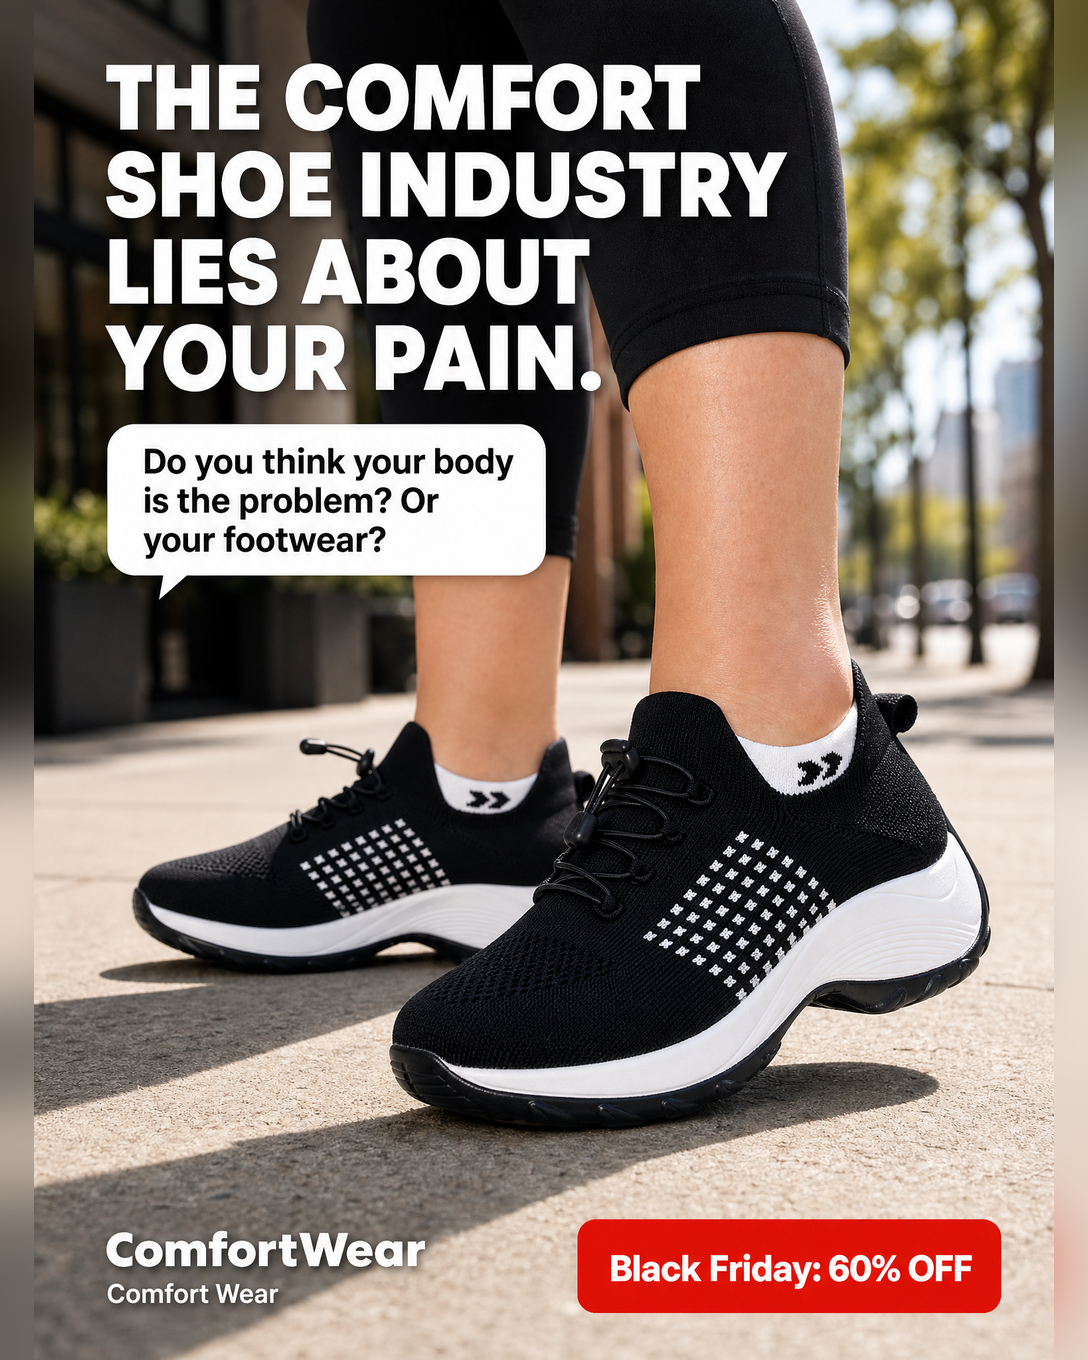 THE COMFORT
SHOE INDUSTRY
LIES ABOUT
YOUR PAIN.
Do you think your body
is the problem? Or
your footwear?
ComfortWear
Comfort Wear
Black Friday: 60% OFF